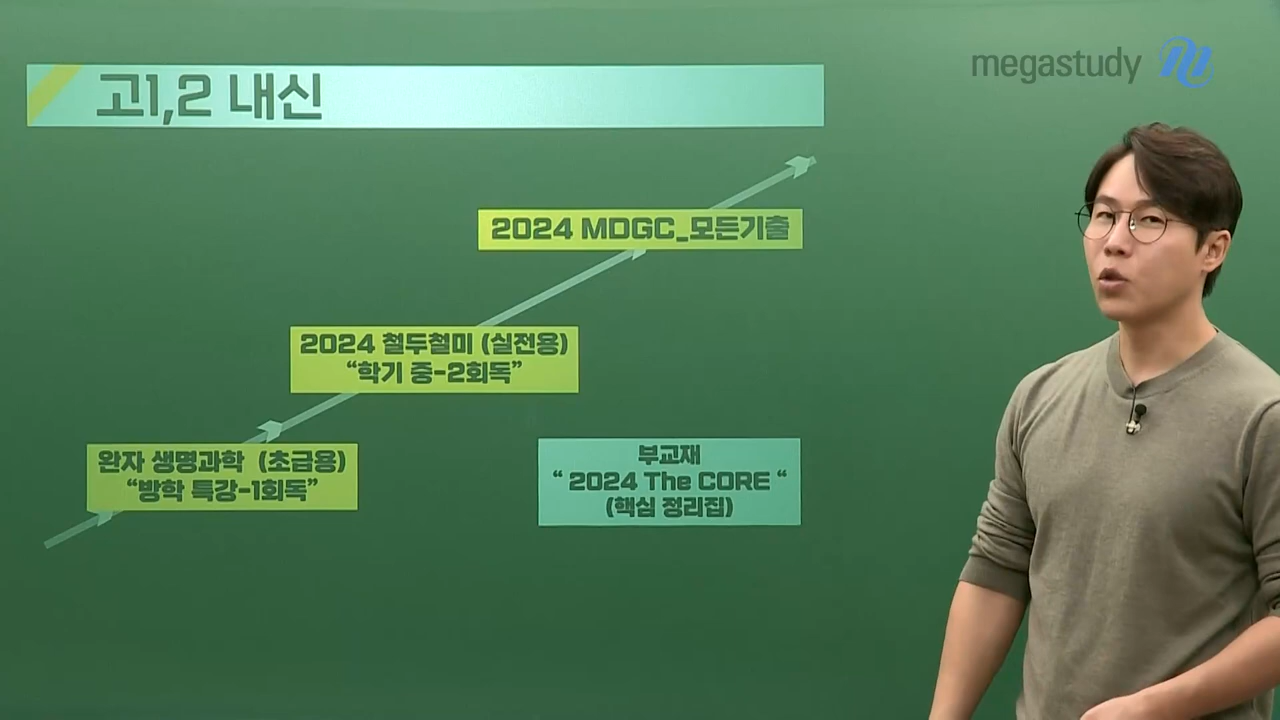 megastudy
고1,2 내신
2024 MDGC_모든기출
2024 철두철미 (실전용)
“학기 중-2회독”
완자 생명과학 (초급용)
“방학 특강-1회독”
부교재
“ 2024 The CORE “
(핵심 정리집)